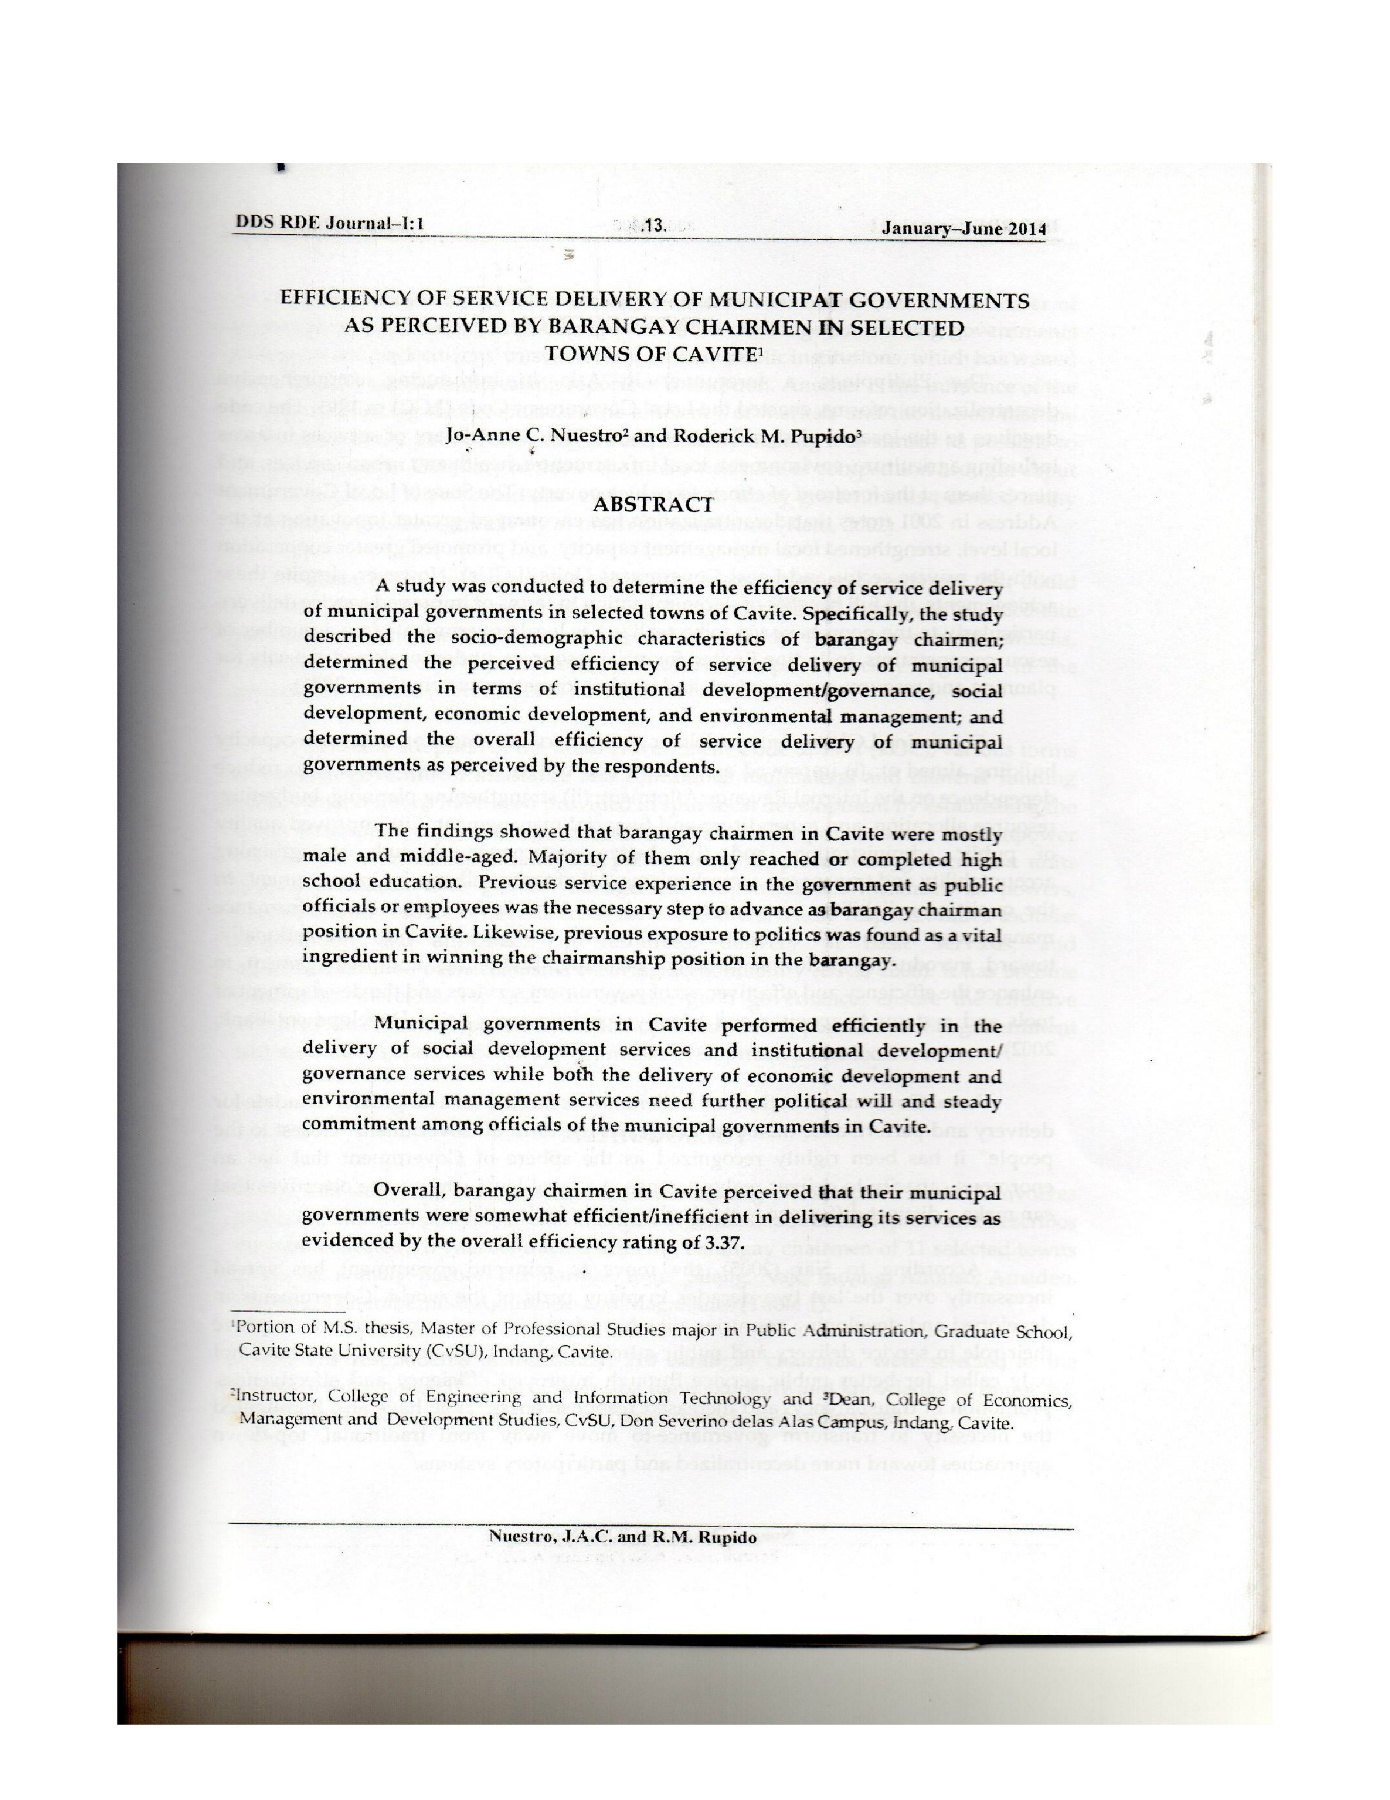 DDS RDE Journal–I:1 .13. January–June 2014
EFFICIENCY OF SERVICE DELIVERY OF MUNICIPAT GOVERNMENTS
AS PERCEIVED BY BARANGAY CHAIRMEN IN SELECTED
TOWNS OF CAVITE¹
Jo-Anne C. Nuestro² and Roderick M. Pupido³
ABSTRACT
A study was conducted to determine the efficiency of service delivery
of municipal governments in selected towns of Cavite. Specifically, the study
described the socio-demographic characteristics of barangay chairmen;
determined the perceived efficiency of service delivery of municipal
governments in terms of institutional development/governance, social
development, economic development, and environmental management; and
determined the overall efficiency of service delivery of municipal
governments as perceived by the respondents.
The findings showed that barangay chairmen in Cavite were mostly
male and middle-aged. Majority of them only reached or completed high
school education. Previous service experience in the government as public
officials or employees was the necessary step to advance as barangay chairman
position in Cavite. Likewise, previous exposure to politics was found as a vital
ingredient in winning the chairmanship position in the barangay.
Municipal governments in Cavite performed efficiently in the
delivery of social development services and institutional development/
governance services while both the delivery of economic development and
environmental management services need further political will and steady
commitment among officials of the municipal governments in Cavite.
Overall, barangay chairmen in Cavite perceived that their municipal
governments were somewhat efficient/inefficient in delivering its services as
evidenced by the overall efficiency rating of 3.37.
¹Portion of M.S. thesis, Master of Professional Studies major in Public Administration, Graduate School,
Cavite State University (CvSU), Indang, Cavite.
²Instructor, College of Engineering and Information Technology and ³Dean, College of Economics,
Management and Development Studies, CvSU, Don Severino delas Alas Campus, Indang, Cavite.
Nuestro, J.A.C. and R.M. Rupido